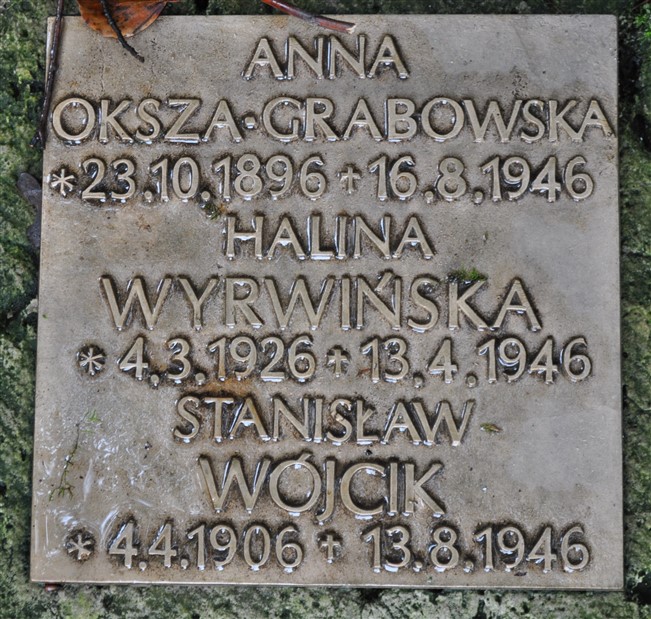 ANNA
OKSZA-GRABOWSKA
*23.10.1896 +16.8.1946
HALINA
WYRWIŃSKA
*4.3.1926 +13.4.1946
STANISŁAW
WÓJCIK
*4.4.1906 +13.8.1946